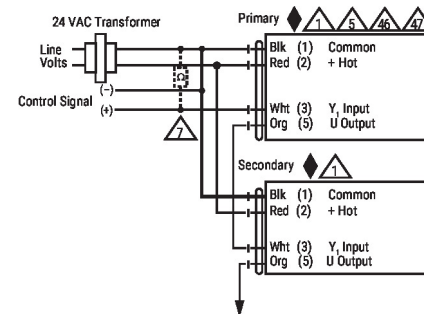 24 VAC Transformer
Primary 1 5 46 47
Line
Volts
Blk (1) Common
Red (2) + Hot
Ω
(–)
Control Signal
(+)
Wht (3) Y1 Input
Org (5) U Output
7
Secondary 1
Blk (1) Common
Red (2) + Hot
Wht (3) Y1 Input
Org (5) U Output